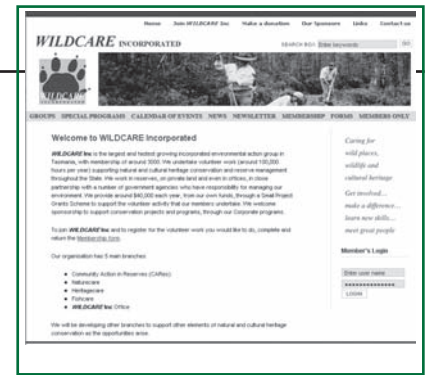 Home Join WILDCARE Inc Make a donation Our Sponsors Links Contact us
WILDCARE INCORPORATED
SEARCH BOX: Enter keywords GO
WILDCARE
GROUPS SPECIAL PROGRAMS CALENDAR OF EVENTS NEWS NEWSLETTER MEMBERSHIP FORMS MEMBERS ONLY
Welcome to WILDCARE Incorporated
WILDCARE Inc is the largest and fastest growing incorporated environmental action group in
Tasmania, with membership of around 3000. We undertake volunteer work (around 100,000
hours per year) supporting natural and cultural heritage conservation and reserve management
throughout the State. We work in reserves, on private land and even in offices, in close
partnership with a number of government agencies who have responsibility for managing our
environment. We provide around $40,000 each year, from our own funds, through a Small Project
Grants Scheme to support the volunteer activity that our members undertake. We welcome
sponsorship to support conservation projects and programs, through our Corporate programs.
To join WILDCARE Inc and to register for the volunteer work you would like to do, complete and
return the Membership form.
Our organisation has 5 main branches
Community Action in Reserves (CARes)
Naturecare
Heritagecare
Fishcare
WILDCARE Inc Office
We will be developing other branches to support other elements of natural and cultural heritage
conservation as the opportunities arise.
Caring for
wild places,
wildlife and
cultural heritage
Get involved...
make a difference...
learn new skills...
meet great people
Member's Login
Enter user name
LOGIN